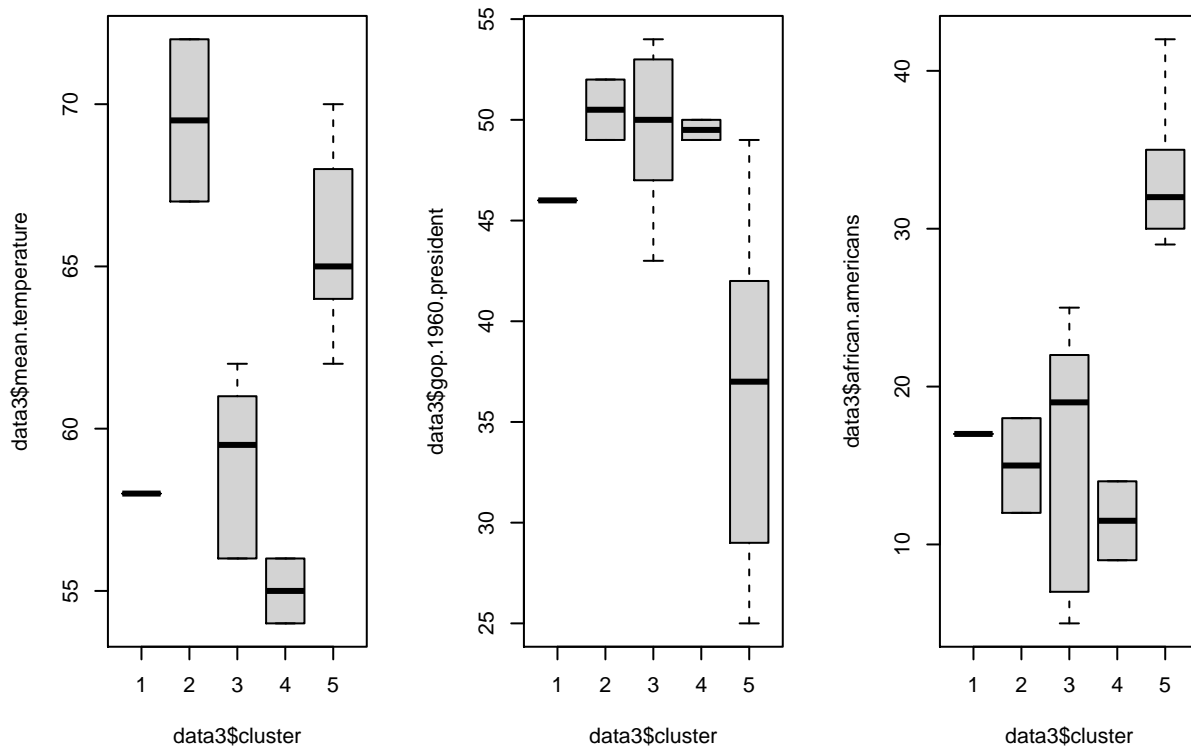 data3$mean.temperature
70
65
60
55
1 2 3 4 5
data3$cluster
data3$gop.1960.president
55
50
45
40
35
30
25
1 2 3 4 5
data3$cluster
data3$african.americans
40
30
20
10
1 2 3 4 5
data3$cluster